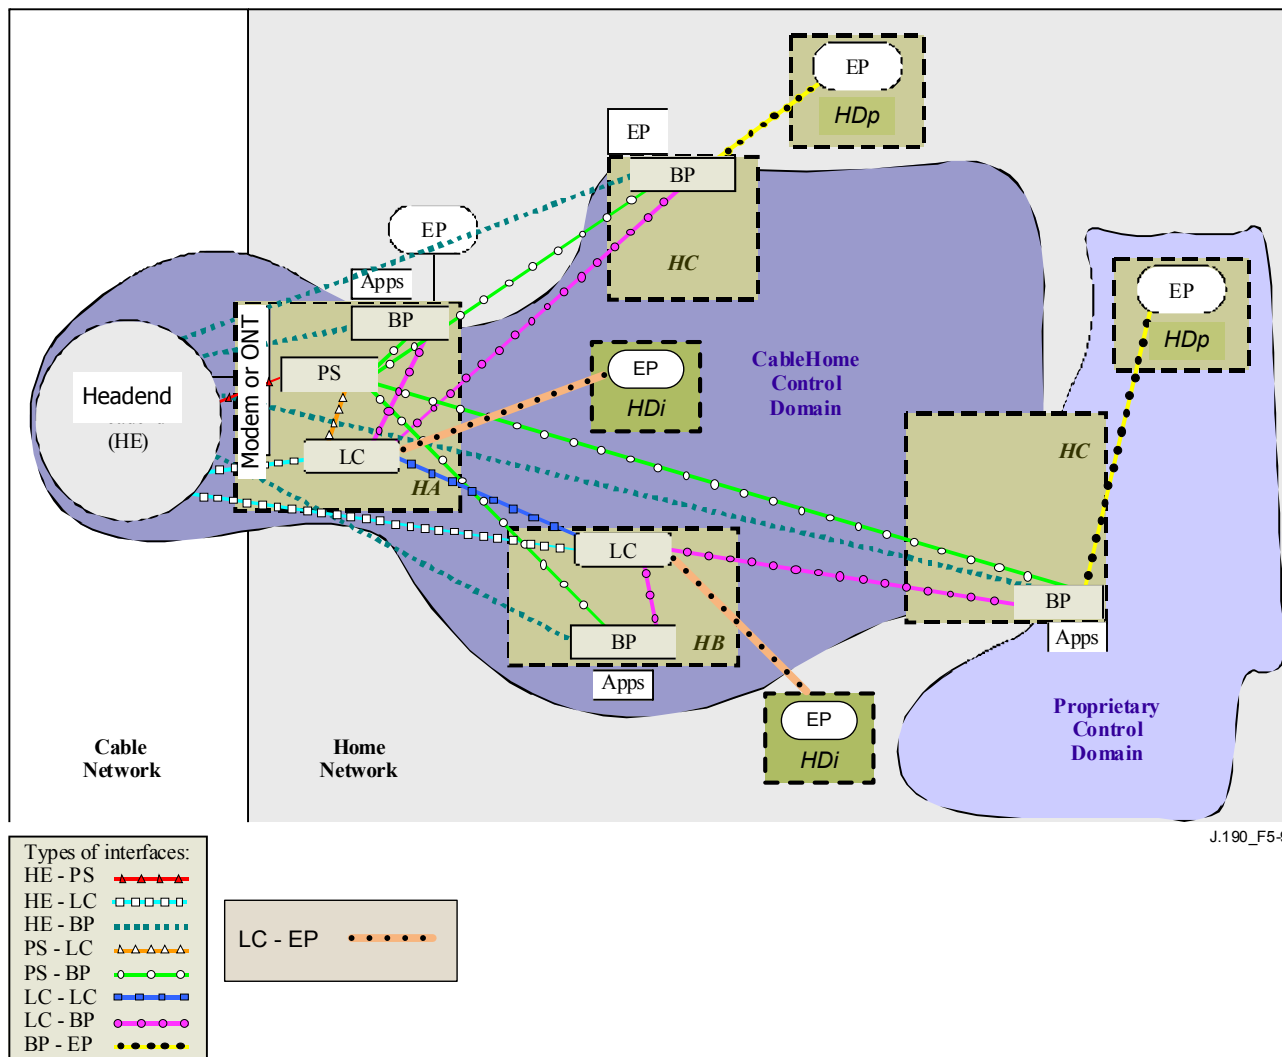 EP
HDp
EP
BP
HC
EP
Apps
BP
EP
HDp
PS
Modem or ONT
Headend
(HE)
LC
HA
EP
HDi
CableHome
Control
Domain
HC
BP
Apps
LC
BP
HB
Apps
EP
HDi
Proprietary
Control
Domain
Cable
Network
Home
Network
J.190_F5-
Types of interfaces:
HE - PS
HE - LC
HE - BP
PS - LC
PS - BP
LC - LC
LC - BP
BP - EP
LC - EP